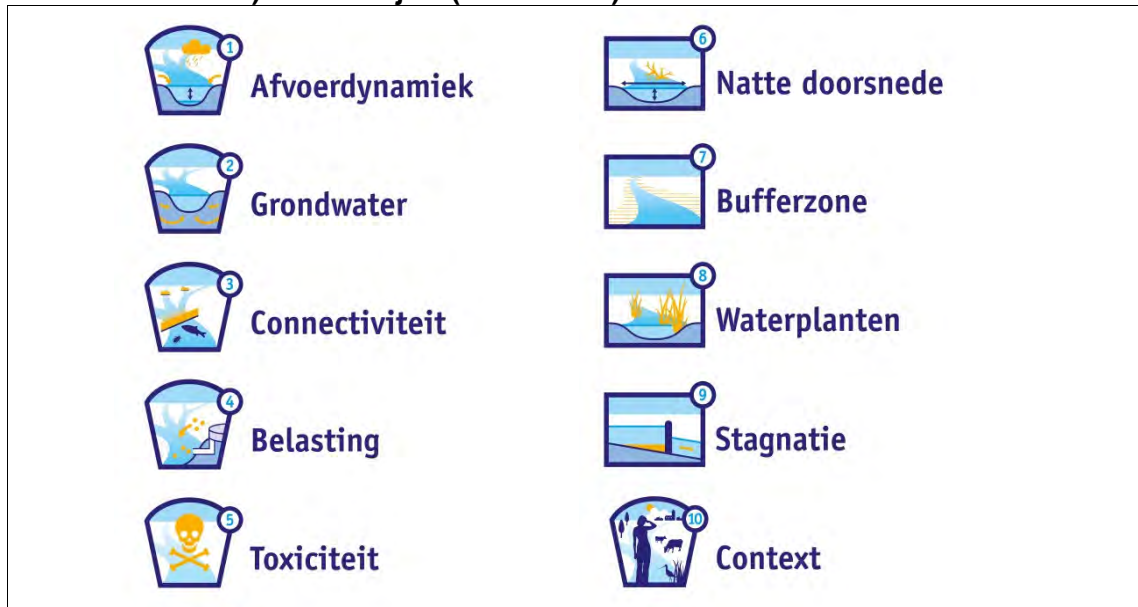 1
Afvoerdynamiek
2
Grondwater
3
Connectiviteit
4
Belasting
5
Toxiciteit
6
Natte doorsnede
7
Bufferzone
8
Waterplanten
9
Stagnatie
10
Context